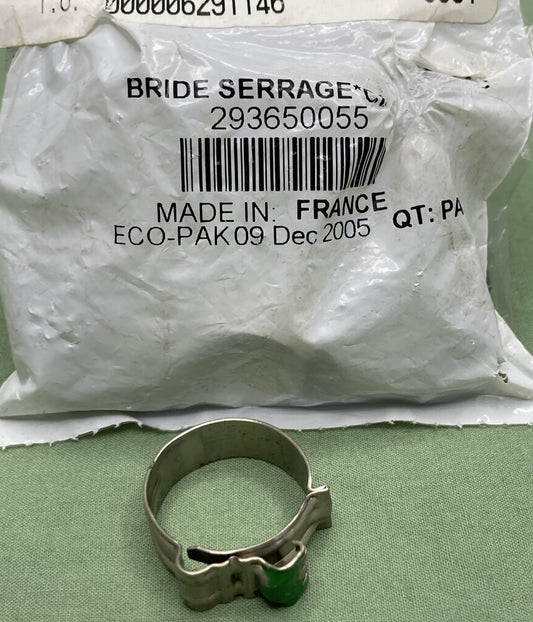 000006291146
BRIDE SERRAGE*
293650055
MADE IN: FRANCE QT: PA
ECO-PAK 09 Dec 2005